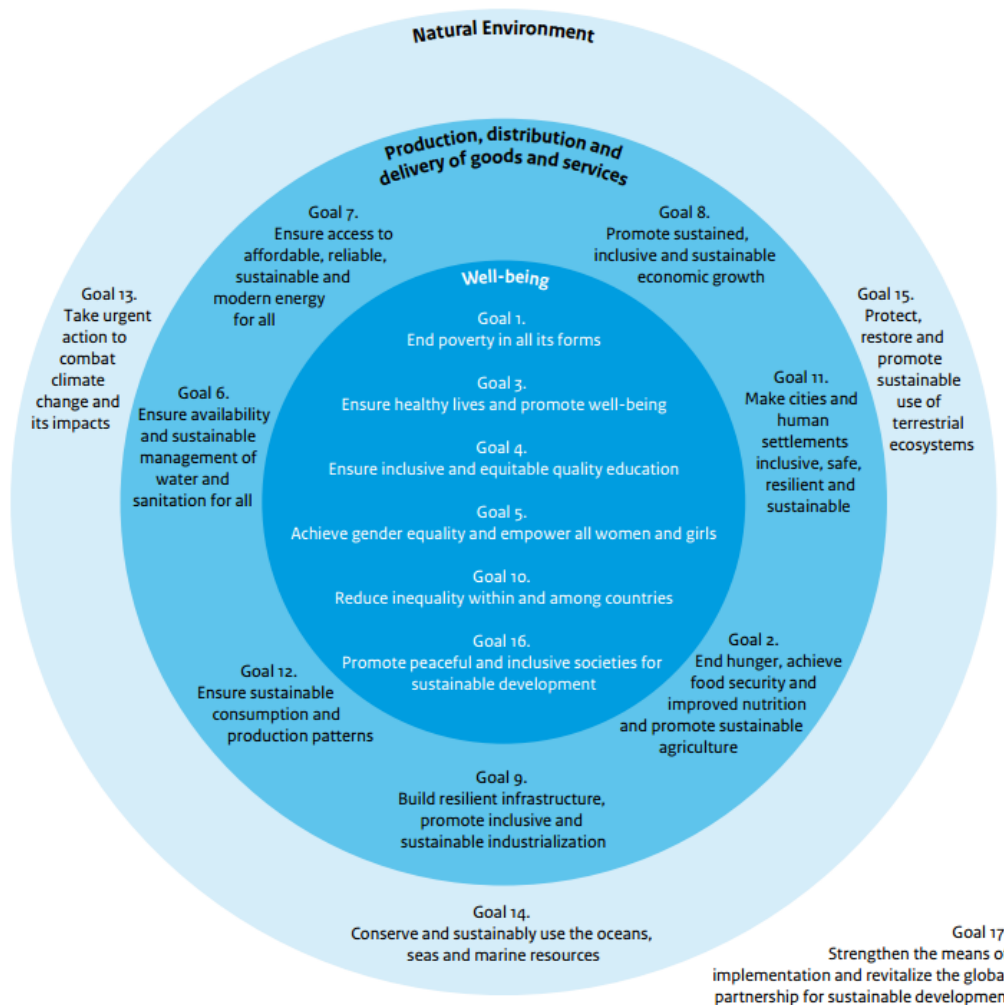 Natural Environment
Production, distribution and
delivery of goods and services
Goal 7.
Ensure access to
affordable, reliable,
sustainable and
modern energy
for all
Goal 8.
Promote sustained,
inclusive and sustainable
economic growth
Well-being
Goal 1.
End poverty in all its forms
Goal 3.
Ensure healthy lives and promote well-being
Goal 4.
Ensure inclusive and equitable quality education
Goal 5.
Achieve gender equality and empower all women and girls
Goal 10.
Reduce inequality within and among countries
Goal 16.
Promote peaceful and inclusive societies for
sustainable development
Goal 13.
Take urgent
action to
combat
climate
change and
its impacts
Goal 6.
Ensure availability
and sustainable
management of
water and
sanitation for all
Goal 15.
Protect,
restore and
promote
sustainable
use of
terrestrial
ecosystems
Goal 11.
Make cities and
human
settlements
inclusive, safe,
resilient and
sustainable
Goal 12.
Ensure sustainable
consumption and
production patterns
Goal 2.
End hunger, achieve
food security and
improved nutrition
and promote sustainable
agriculture
Goal 9.
Build resilient infrastructure,
promote inclusive and
sustainable industrialization
Goal 14.
Conserve and sustainably use the oceans,
seas and marine resources
Goal 17
Strengthen the means o
implementation and revitalize the globa
partnership for sustainable developmen